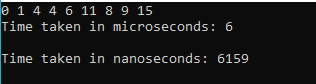 0 1 4 4 6 11 8 9 15
Time taken in microseconds: 6
Time taken in nanoseconds: 6159